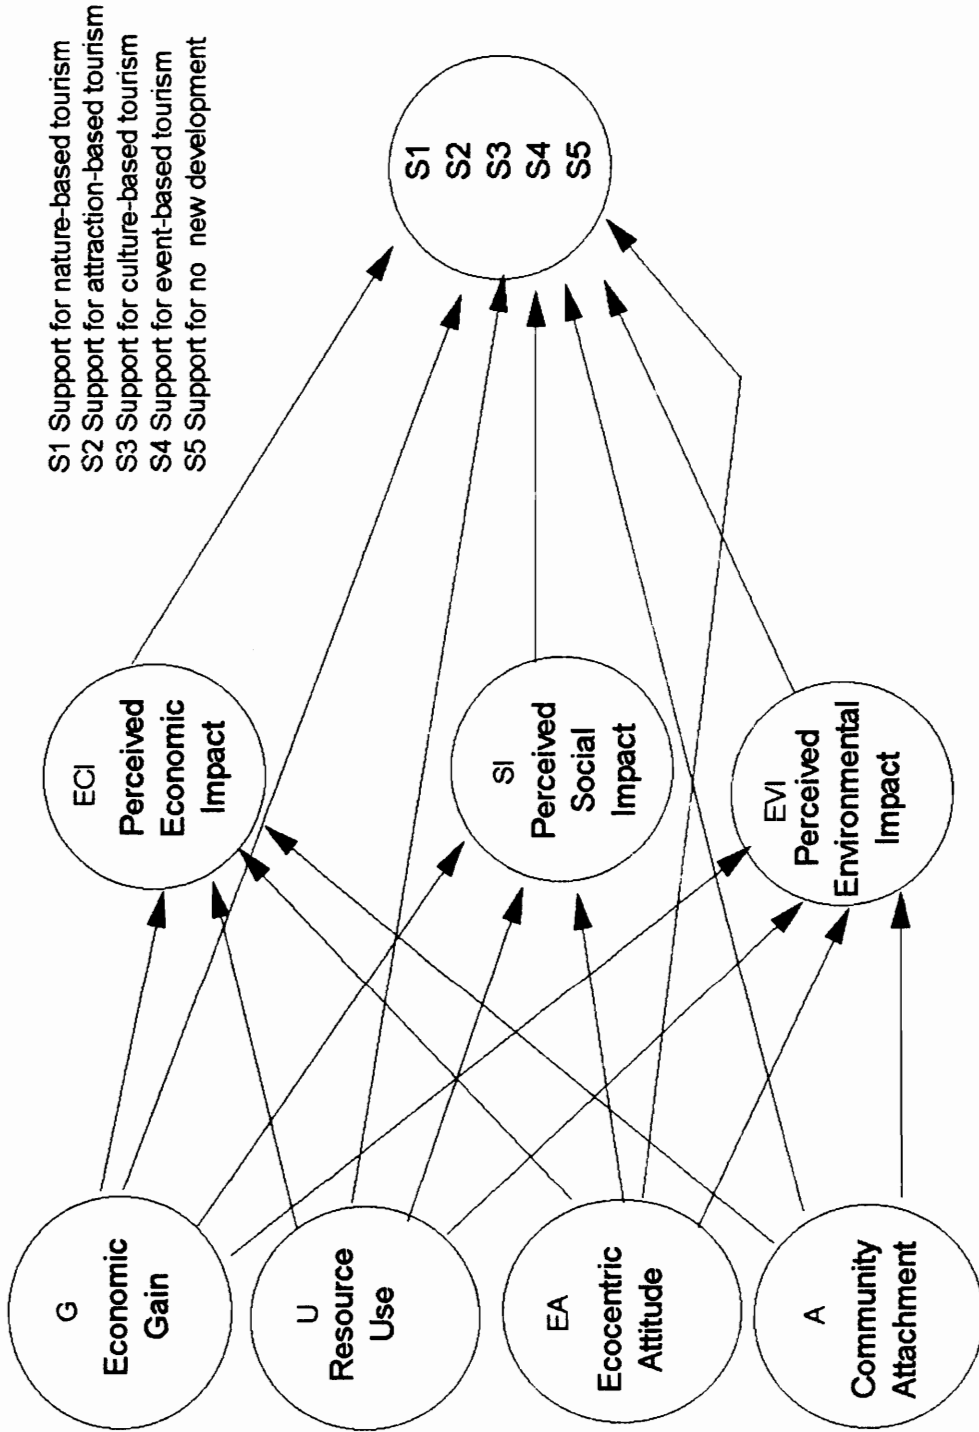 S1 Support for nature-based tourism
S2 Support for attraction-based tourism
S3 Support for culture-based tourism
S4 Support for event-based tourism
S5 Support for no new development
S1
S2
S3
S4
S5
ECI
Perceived
Economic
Impact
SI
Perceived
Social
Impact
EVI
Perceived
Environmental
Impact
G
Economic
Gain
U
Resource
Use
EA
Ecocentric
Attitude
A
Community
Attachment